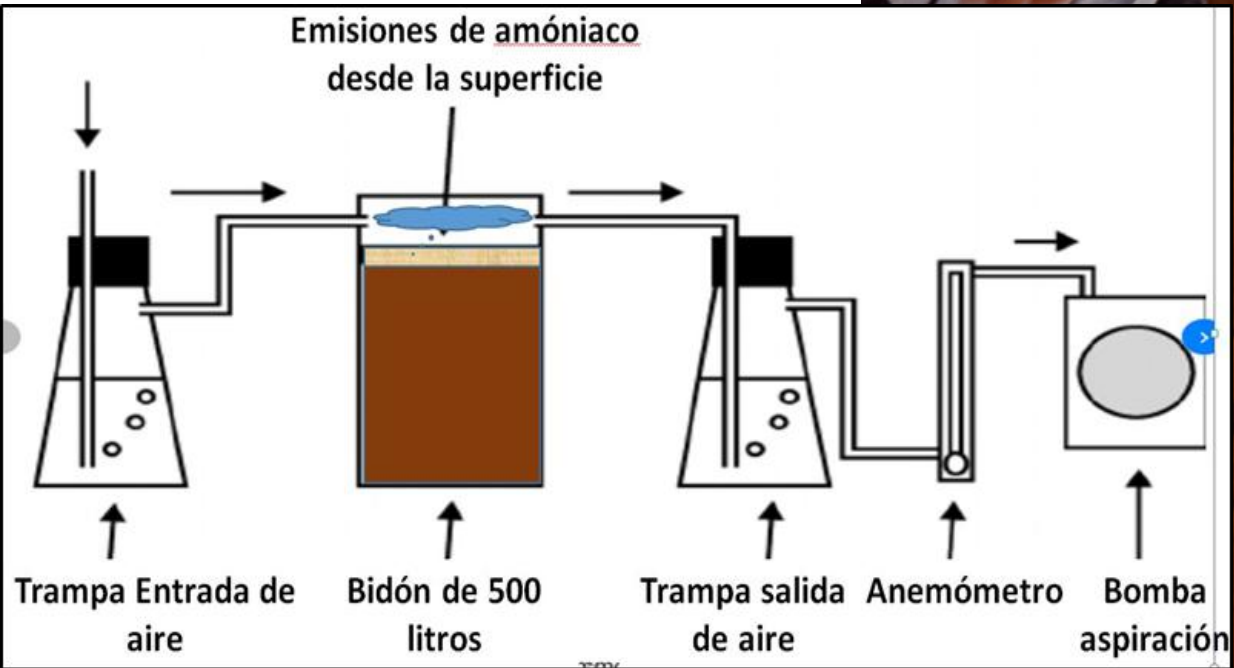 Emisiones de amóniaco
desde la superficie
Trampa Entrada de
aire
Bidón de 500
litros
Trampa salida
de aire
Anemómetro
Bomba
aspiración